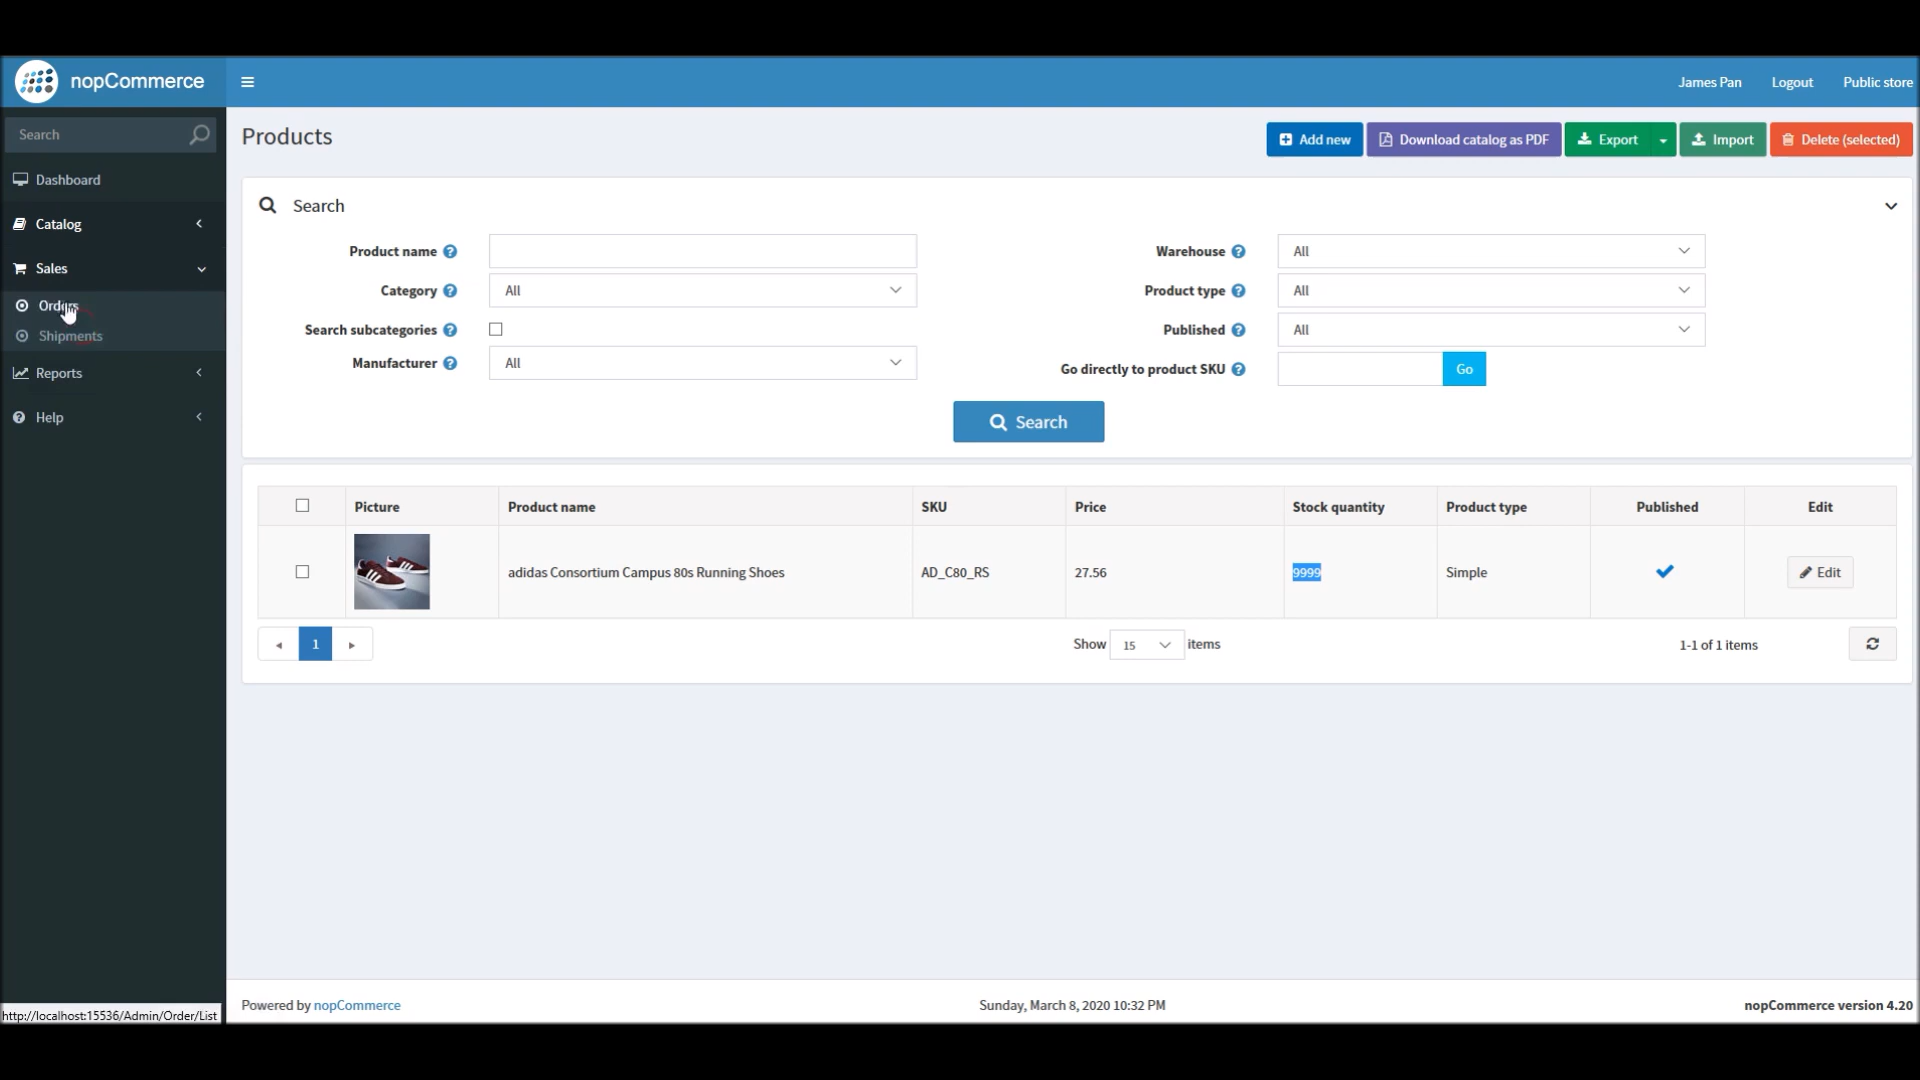 nopCommerce
James Pan Logout Public store
Search
Dashboard
Catalog
Sales
Orders
Shipments
Reports
Help
Products
Add new Download catalog as PDF Export Import Delete (selected)
Search
Product name Warehouse All
Category All Product type All
Search subcategories Published All
Manufacturer All Go directly to product SKU Go
Search
Picture Product name SKU Price Stock quantity Product type Published Edit
adidas Consortium Campus 80s Running Shoes AD_C80_RS 27.56 9999 Simple Edit
1 Show 15 items 1-1 of 1 items
Powered by nopCommerce Sunday, March 8, 2020 10:32 PM nopCommerce version 4.20
http://localhost:15536/Admin/Order/List